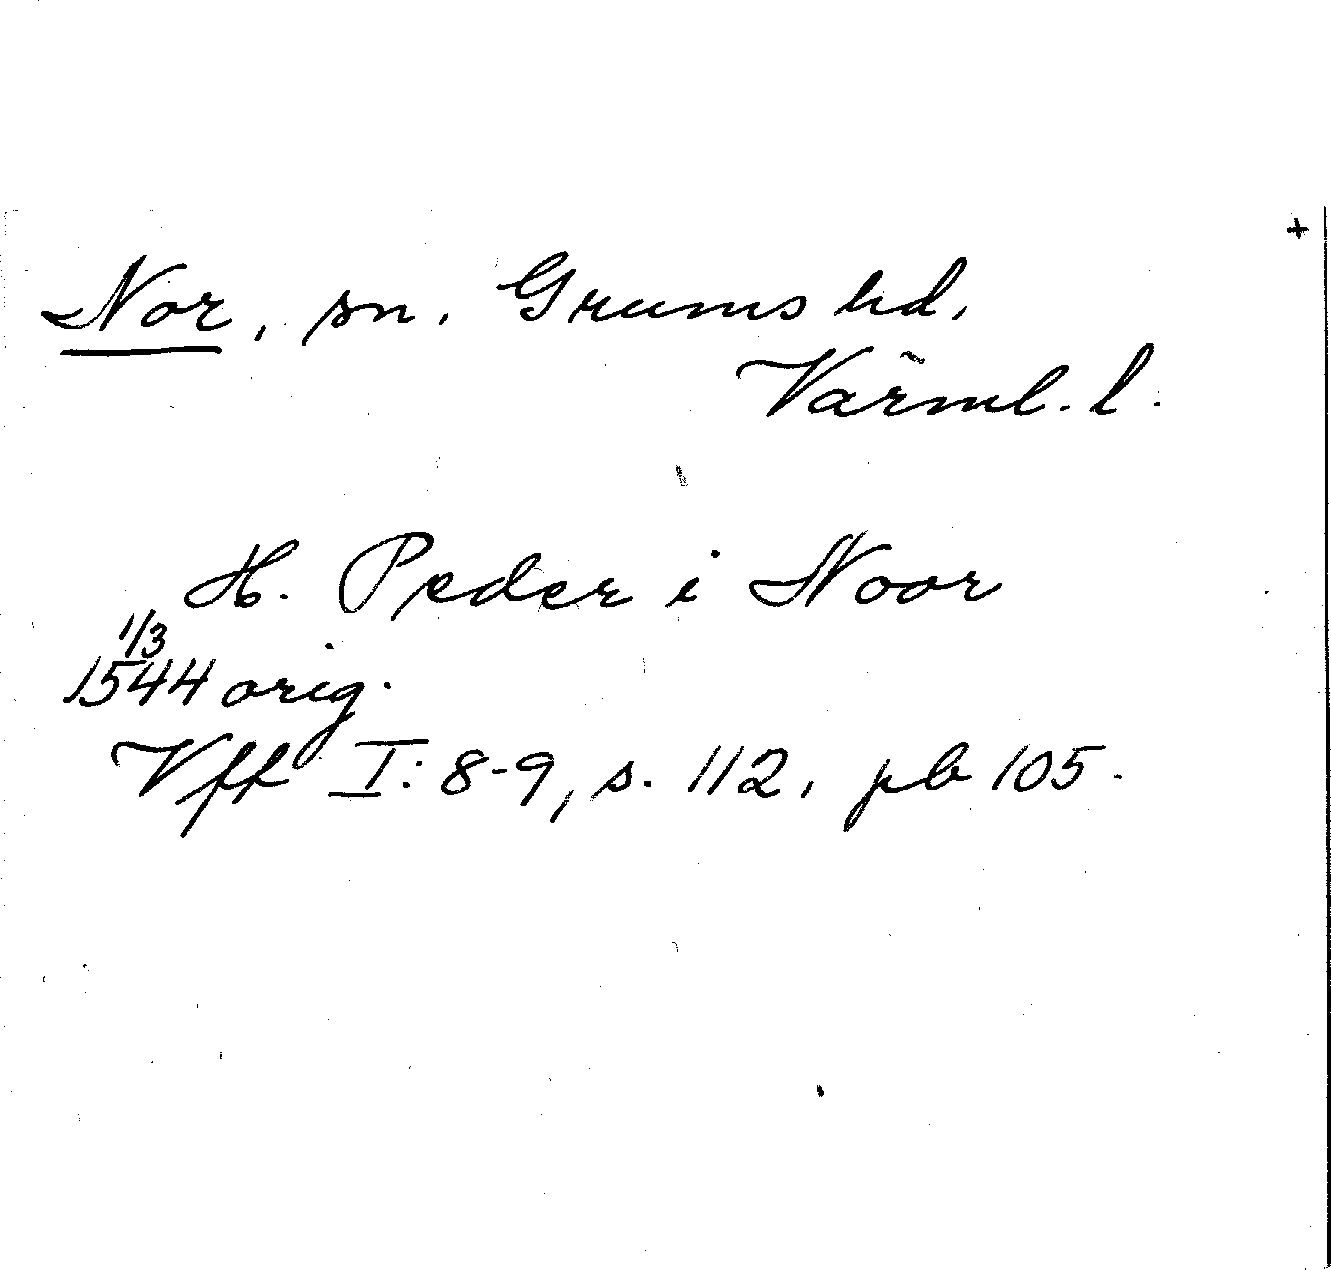 +
Nor, sn. Grums hd,
Värml. l.
H. Peder i Noor
1/3
1544 orig.
Vff I: 8-9, s. 112, pb 105.